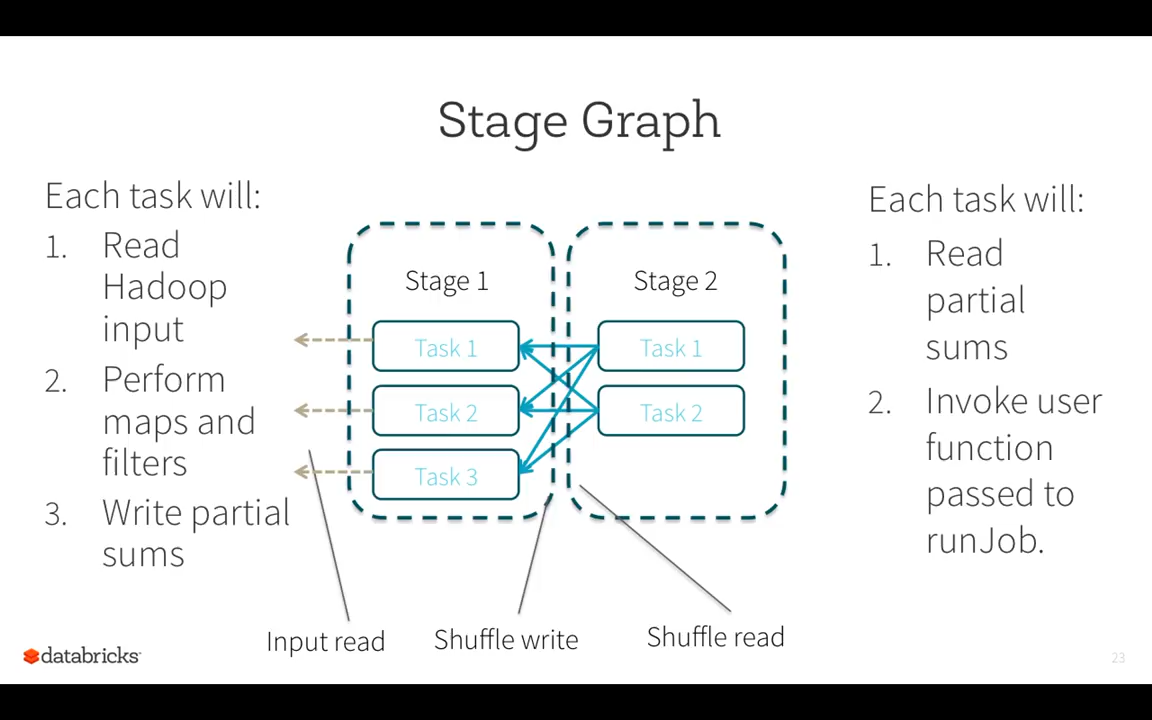 Stage Graph
Each task will:
1. Read
Hadoop
input
2. Perform
maps and
filters
3. Write partial
sums
Stage 1
Task 1
Task 2
Task 3
Stage 2
Task 1
Task 2
Each task will:
1. Read
partial
sums
2. Invoke user
function
passed to
runJob.
Input read
Shuffle write
Shuffle read
databricks
23